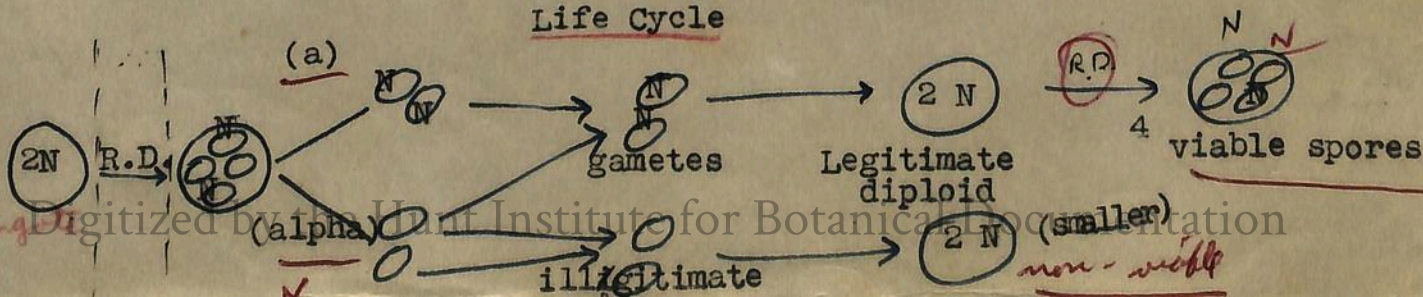 Life Cycle
(a)
N
N
N
N
R.D.
N
N
2N
R.D.
N
N
N
gametes
2 N
Legitimate
diploid
4
N
viable spores
Digitized by the Hunt Institute for Botanical Documentation
(alpha)
illigitimate
2 N
(smaller)
non-viable